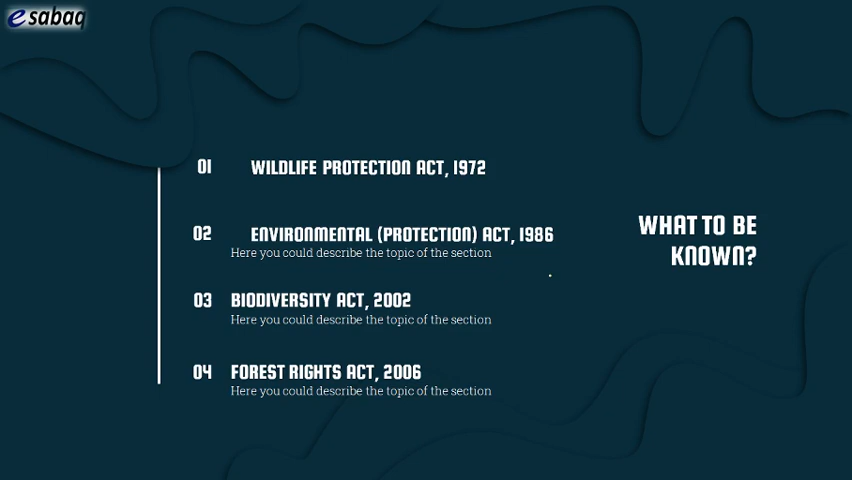 esabaq
01 WILDLIFE PROTECTION ACT, 1972
02 ENVIRONMENTAL (PROTECTION) ACT, 1986
Here you could describe the topic of the section
03 BIODIVERSITY ACT, 2002
Here you could describe the topic of the section
04 FOREST RIGHTS ACT, 2006
Here you could describe the topic of the section
WHAT TO BE
KNOWN?